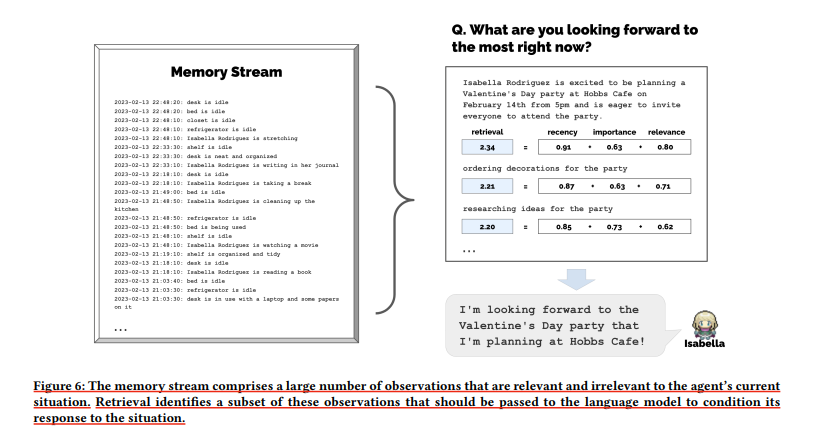 Memory Stream
2023-02-13 22:48:20: desk is idle
2023-02-13 22:48:20: bed is idle
2023-02-13 22:48:10: closet is idle
2023-02-13 22:48:10: refrigerator is idle
2023-02-13 22:48:10: Isabella Rodriguez is stretching
2023-02-13 22:33:30: shelf is idle
2023-02-13 22:33:30: desk is neat and organized
2023-02-13 22:33:10: Isabella Rodriguez is writing in her journal
2023-02-13 22:18:10: desk is idle
2023-02-13 22:18:10: Isabella Rodriguez is taking a break
2023-02-13 21:49:00: bed is idle
2023-02-13 21:48:50: Isabella Rodriguez is cleaning up the
kitchen
2023-02-13 21:48:50: refrigerator is idle
2023-02-13 21:48:50: bed is being used
2023-02-13 21:48:10: shelf is idle
2023-02-13 21:48:10: Isabella Rodriguez is watching a movie
2023-02-13 21:19:10: shelf is organized and tidy
2023-02-13 21:18:10: desk is idle
2023-02-13 21:18:10: Isabella Rodriguez is reading a book
2023-02-13 21:03:40: bed is idle
2023-02-13 21:03:30: refrigerator is idle
2023-02-13 21:03:30: desk is in use with a laptop and some papers
on it
...
Q. What are you looking forward to
the most right now?
Isabella Rodriguez is excited to be planning a
Valentine's Day party at Hobbs Cafe on
February 14th from 5pm and is eager to invite
everyone to attend the party.
retrieval recency importance relevance
2.34 = 0.91 + 0.63 + 0.80
ordering decorations for the party
2.21 = 0.87 + 0.63 + 0.71
researching ideas for the party
2.20 = 0.85 + 0.73 + 0.62
...
I'm looking forward to the
Valentine's Day party that
I'm planning at Hobbs Cafe!
Isabella
Figure 6: The memory stream comprises a large number of observations that are relevant and irrelevant to the agent's current
situation. Retrieval identifies a subset of these observations that should be passed to the language model to condition its
response to the situation.